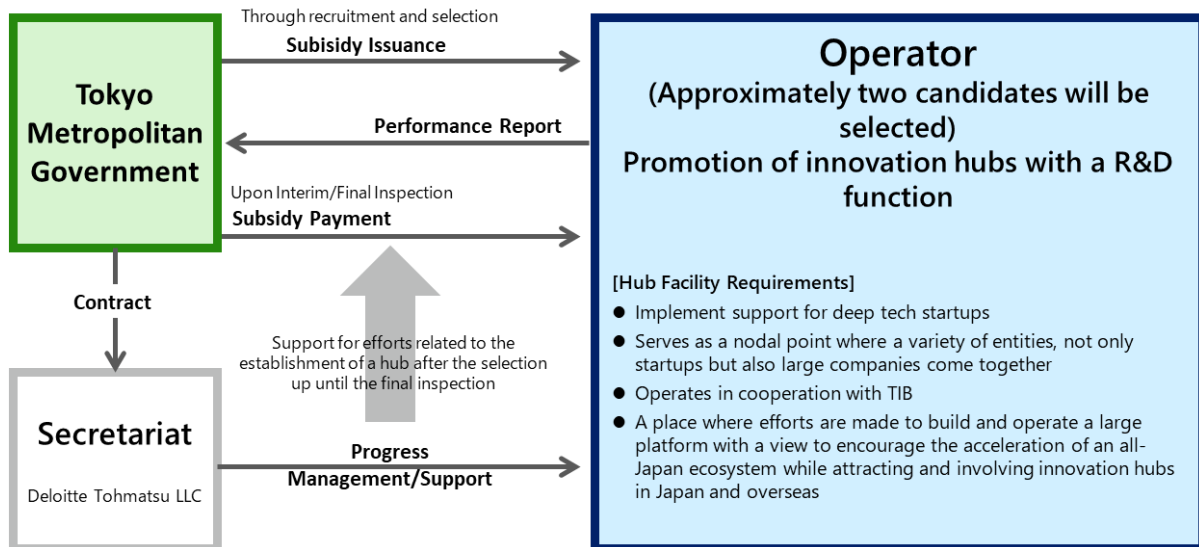 Through recruitment and selection
Subisidy Issuance
Tokyo
Metropolitan
Government
Performance Report
Upon Interim/Final Inspection
Subsidy Payment
Contract
Support for efforts related to the
establishment of a hub after the selection
up until the final inspection
Secretariat
Deloitte Tohmatsu LLC
Progress
Management/Support
Operator
(Approximately two candidates will be
selected)
Promotion of innovation hubs with a R&D
function
[Hub Facility Requirements]
● Implement support for deep tech startups
● Serves as a nodal point where a variety of entities, not only
startups but also large companies come together
● Operates in cooperation with TIB
● A place where efforts are made to build and operate a large
platform with a view to encourage the acceleration of an all-
Japan ecosystem while attracting and involving innovation hubs
in Japan and overseas